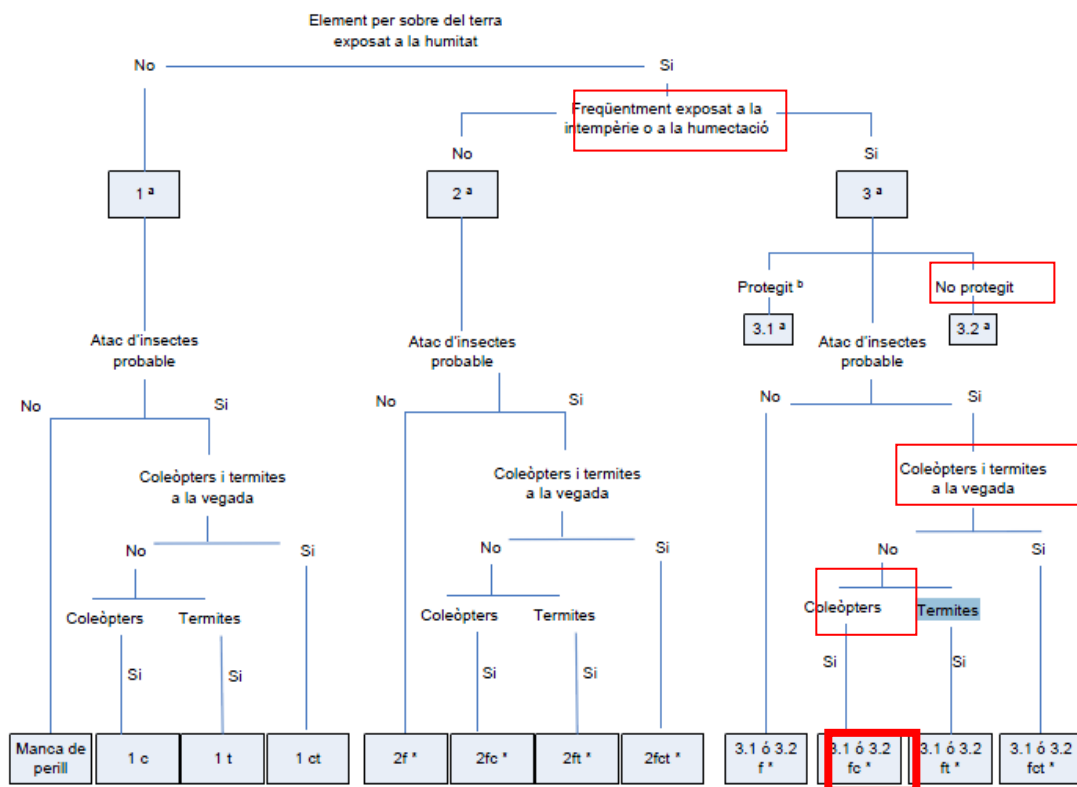 Element per sobre del terra
exposat a la humitat
No
Si
Freqüentment exposat a la
intempèrie o a la humectació
No
Si
1 ª
2 ª
3 ª
Protegit ᵇ
No protegit
3.1 ª
3.2 ª
Atac d'insectes
probable
Atac d'insectes
probable
Atac d'insectes
probable
No
Si
No
Si
No
Si
Coleòpters i termites
a la vegada
Coleòpters i termites
a la vegada
Coleòpters i termites
a la vegada
No
Si
No
Si
No
Si
Coleòpters
Termites
Coleòpters
Termites
Coleòpters
Termites
Si
Si
Si
Si
Si
Si
Manca de
perill
1 c
1 t
1 ct
2f *
2fc *
2ft *
2fct *
3.1 ó 3.2
f *
3.1 ó 3.2
fc *
3.1 ó 3.2
ft *
3.1 ó 3.2
fct *